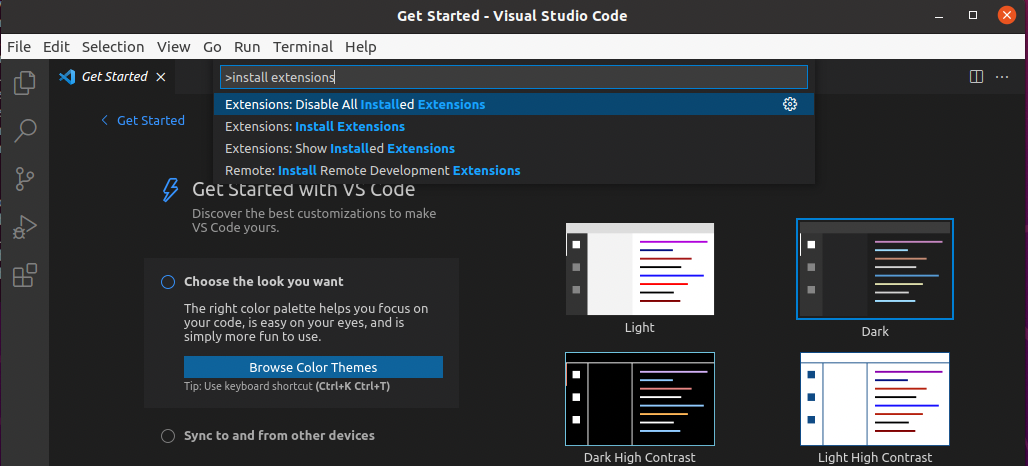 Get Started - Visual Studio Code
File Edit Selection View Go Run Terminal Help
Get Started
>install extensions
Extensions: Disable All Installed Extensions
Extensions: Install Extensions
Extensions: Show Installed Extensions
Remote: Install Remote Development Extensions
Get Started
Get Started with VS Code
Discover the best customizations to make
VS Code yours.
Choose the look you want
The right color palette helps you focus on
your code, is easy on your eyes, and is
simply more fun to use.
Browse Color Themes
Tip: Use keyboard shortcut (Ctrl+K Ctrl+T)
Sync to and from other devices
Light
Dark
Dark High Contrast
Light High Contrast